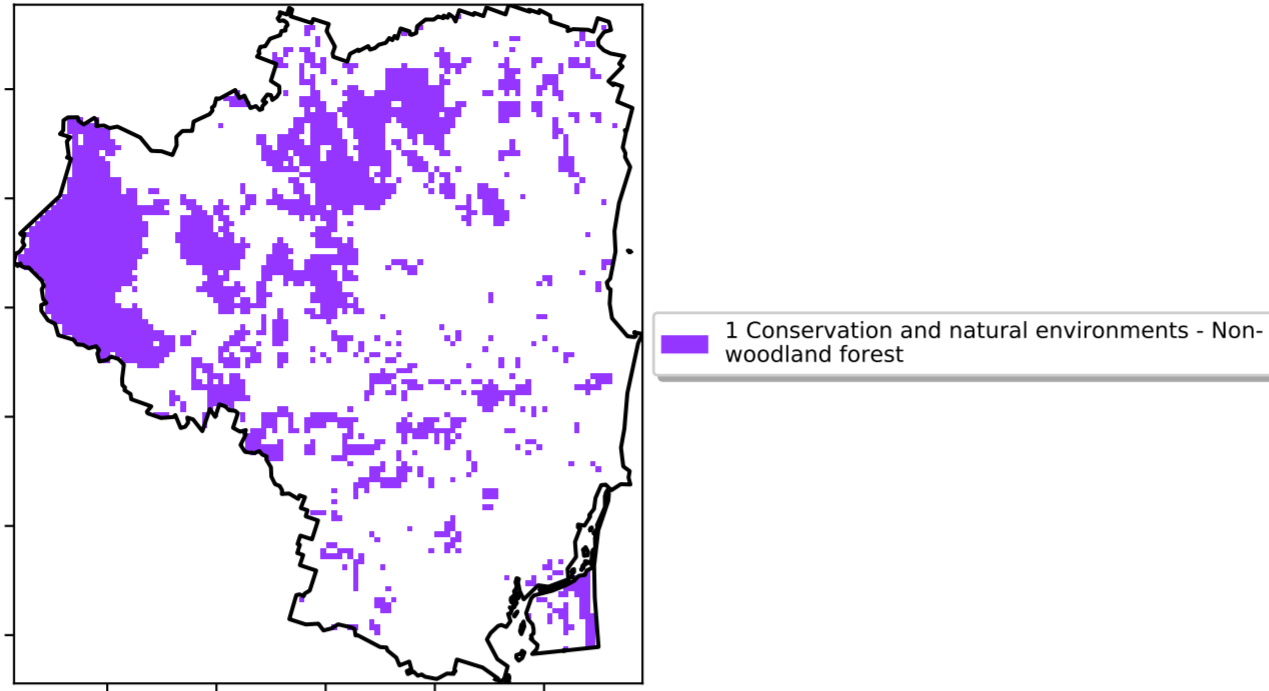 1 Conservation and natural environments - Non-
woodland forest